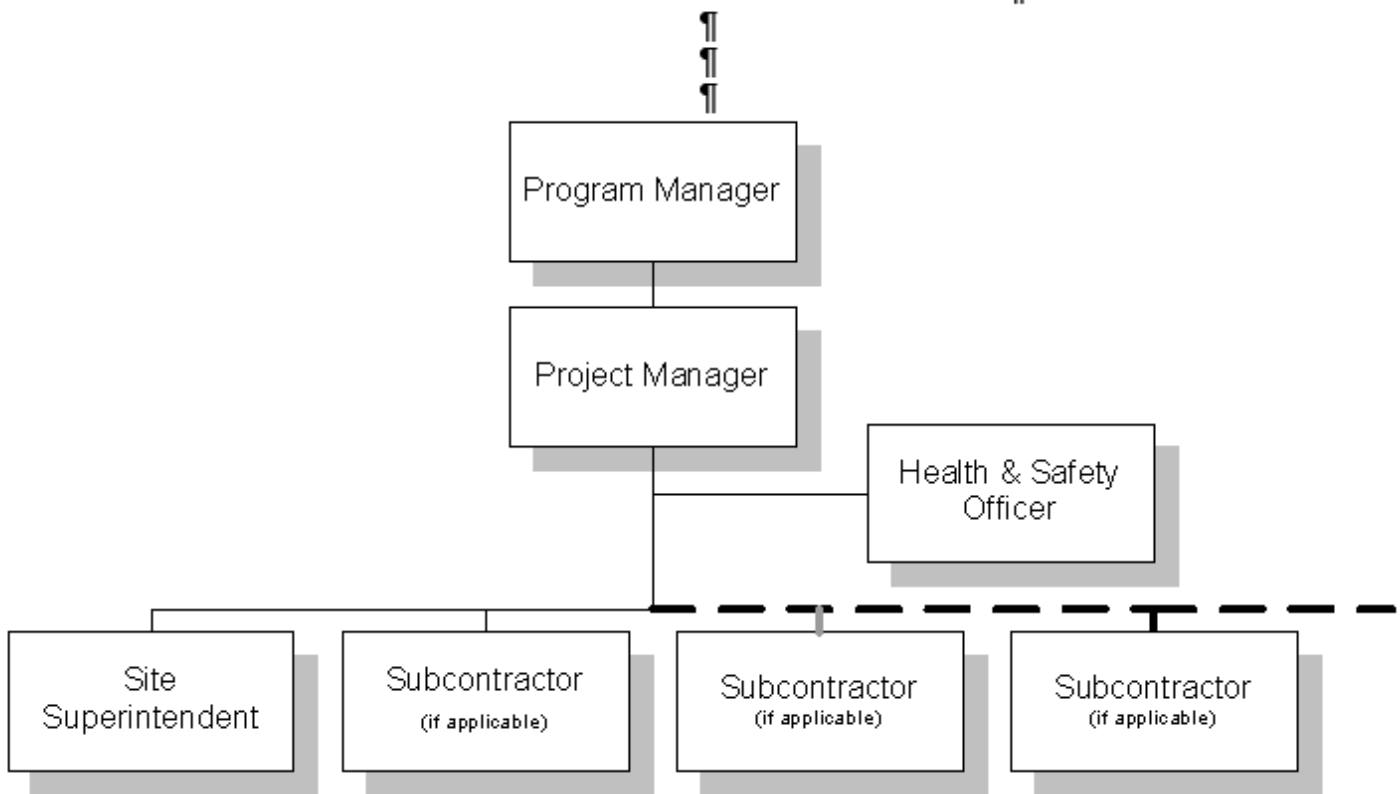 ¶
¶
¶
Program Manager
Project Manager
Health & Safety
Officer
Site
Superintendent
Subcontractor
(if applicable)
Subcontractor
(if applicable)
Subcontractor
(if applicable)